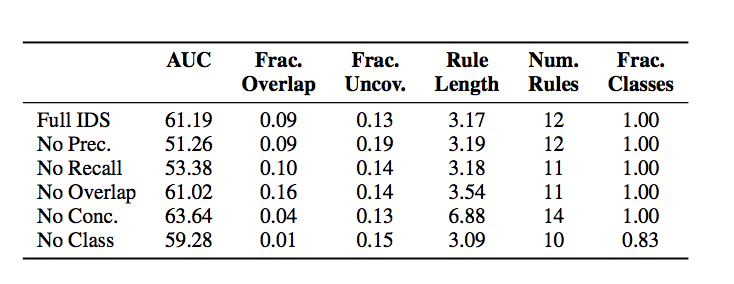 AUC Frac. Frac. Rule Num. Frac.
Overlap Uncov. Length Rules Classes
Full IDS 61.19 0.09 0.13 3.17 12 1.00
No Prec. 51.26 0.09 0.19 3.19 12 1.00
No Recall 53.38 0.10 0.14 3.18 11 1.00
No Overlap 61.02 0.16 0.14 3.54 11 1.00
No Conc. 63.64 0.04 0.13 6.88 14 1.00
No Class 59.28 0.01 0.15 3.09 10 0.83